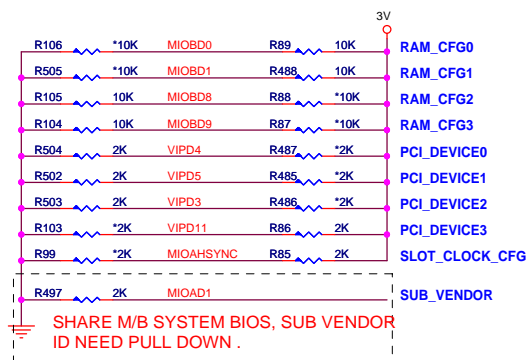 3V
R106 *10K MIOBD0 R89 10K RAM_CFG0
R505 *10K MIOBD1 R488 10K RAM_CFG1
R105 10K MIOBD8 R88 *10K RAM_CFG2
R104 10K MIOBD9 R87 *10K RAM_CFG3
R504 2K VIPD4 R487 *2K PCI_DEVICE0
R502 2K VIPD5 R485 *2K PCI_DEVICE1
R503 2K VIPD3 R486 *2K PCI_DEVICE2
R103 *2K VIPD11 R86 2K PCI_DEVICE3
R99 *2K MIOAHSYNC R85 2K SLOT_CLOCK_CFG
R497 2K MIOAD1 SUB_VENDOR
SHARE M/B SYSTEM BIOS, SUB VENDOR
ID NEED PULL DOWN .